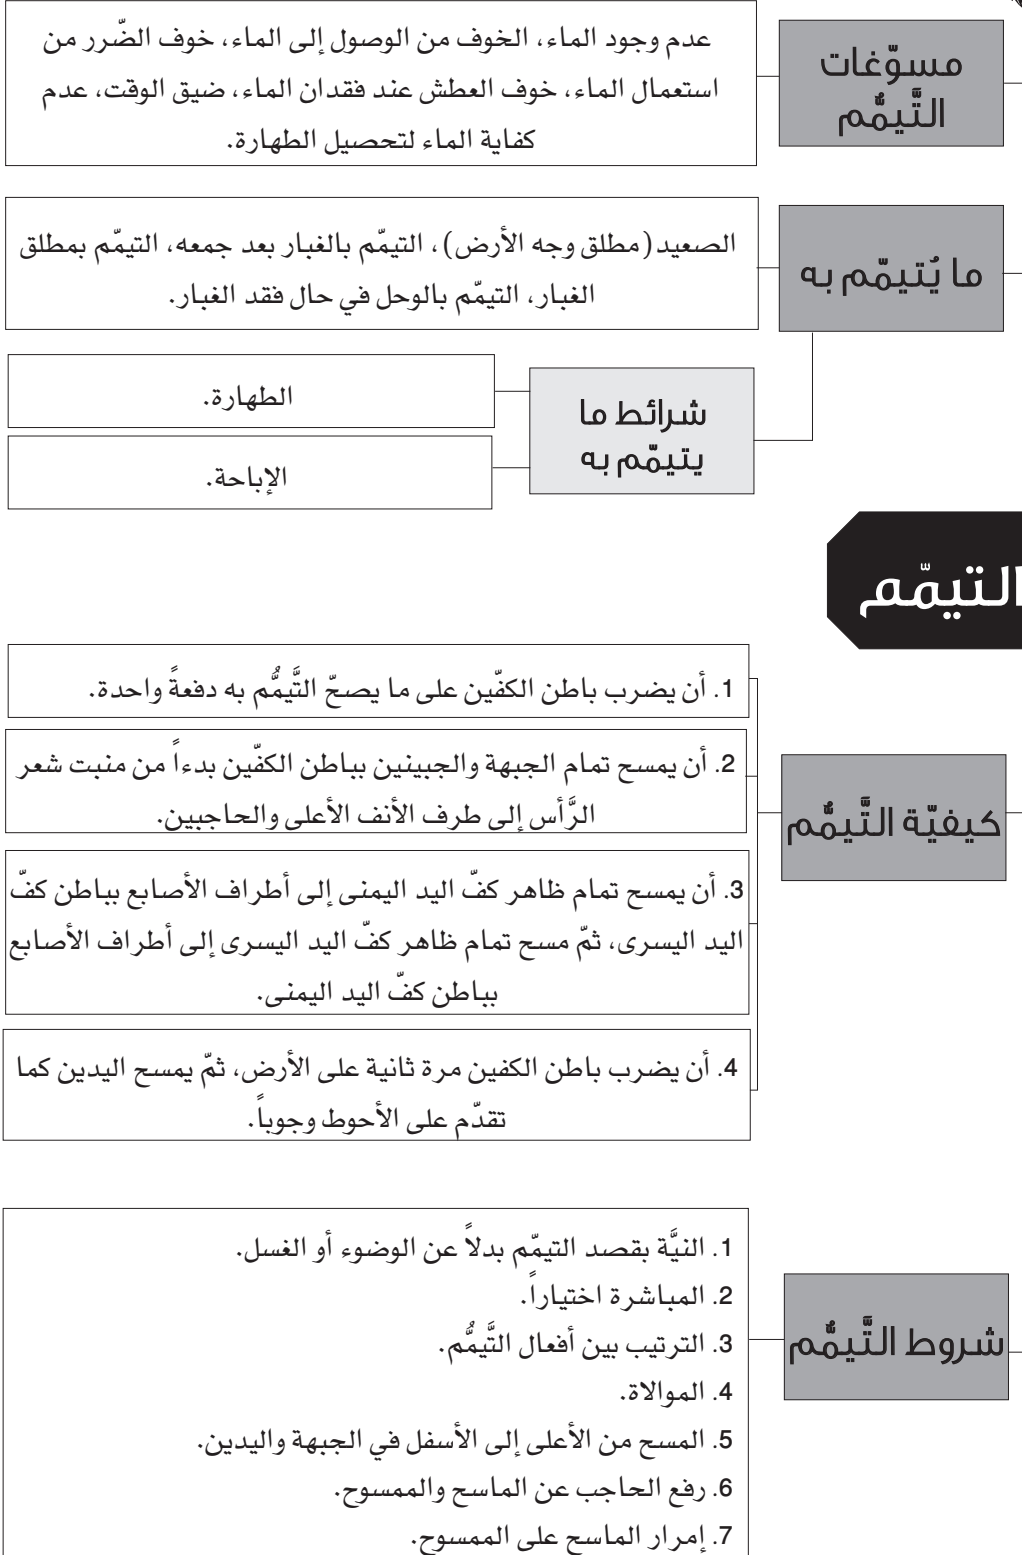 مسوّغات
التَّيمُّم
عدم وجود الماء، الخوف من الوصول إلى الماء، خوف الضّرر من
استعمال الماء، خوف العطش عند فقدان الماء، ضيق الوقت، عدم
كفاية الماء لتحصيل الطهارة.
ما يُتيمّم به
الصعيد (مطلق وجه الأرض)، التيمّم بالغبار بعد جمعه، التيمّم بمطلق
الغبار، التيمّم بالوحل في حال فقد الغبار.
شرائط ما
يتيمّم به
الطهارة.
الإباحة.
التيمّم
كيفيّة التَّيمُّم
1. أن يضرب باطن الكفّين على ما يصحّ التَّيمُّم به دفعةً واحدة.
2. أن يمسح تمام الجبهة والجبينين بباطن الكفّين بدءاً من منبت شعر
الرَّأس إلى طرف الأنف الأعلى والحاجبين.
3. أن يمسح تمام ظاهر كفّ اليد اليمنى إلى أطراف الأصابع بباطن كفّ
اليد اليسرى، ثمّ مسح تمام ظاهر كفّ اليد اليسرى إلى أطراف الأصابع
بباطن كفّ اليد اليمنى.
4. أن يضرب باطن الكفين مرة ثانية على الأرض، ثمّ يمسح اليدين كما
تقدّم على الأحوط وجوباً.
شروط التَّيمُّم
1. النيَّة بقصد التيمّم بدلاً عن الوضوء أو الغسل.
2. المباشرة اختياراً.
3. الترتيب بين أفعال التَّيمُّم.
4. الموالاة.
5. المسح من الأعلى إلى الأسفل في الجبهة واليدين.
6. رفع الحاجب عن الماسح والممسوح.
7. إمرار الماسح على الممسوح.